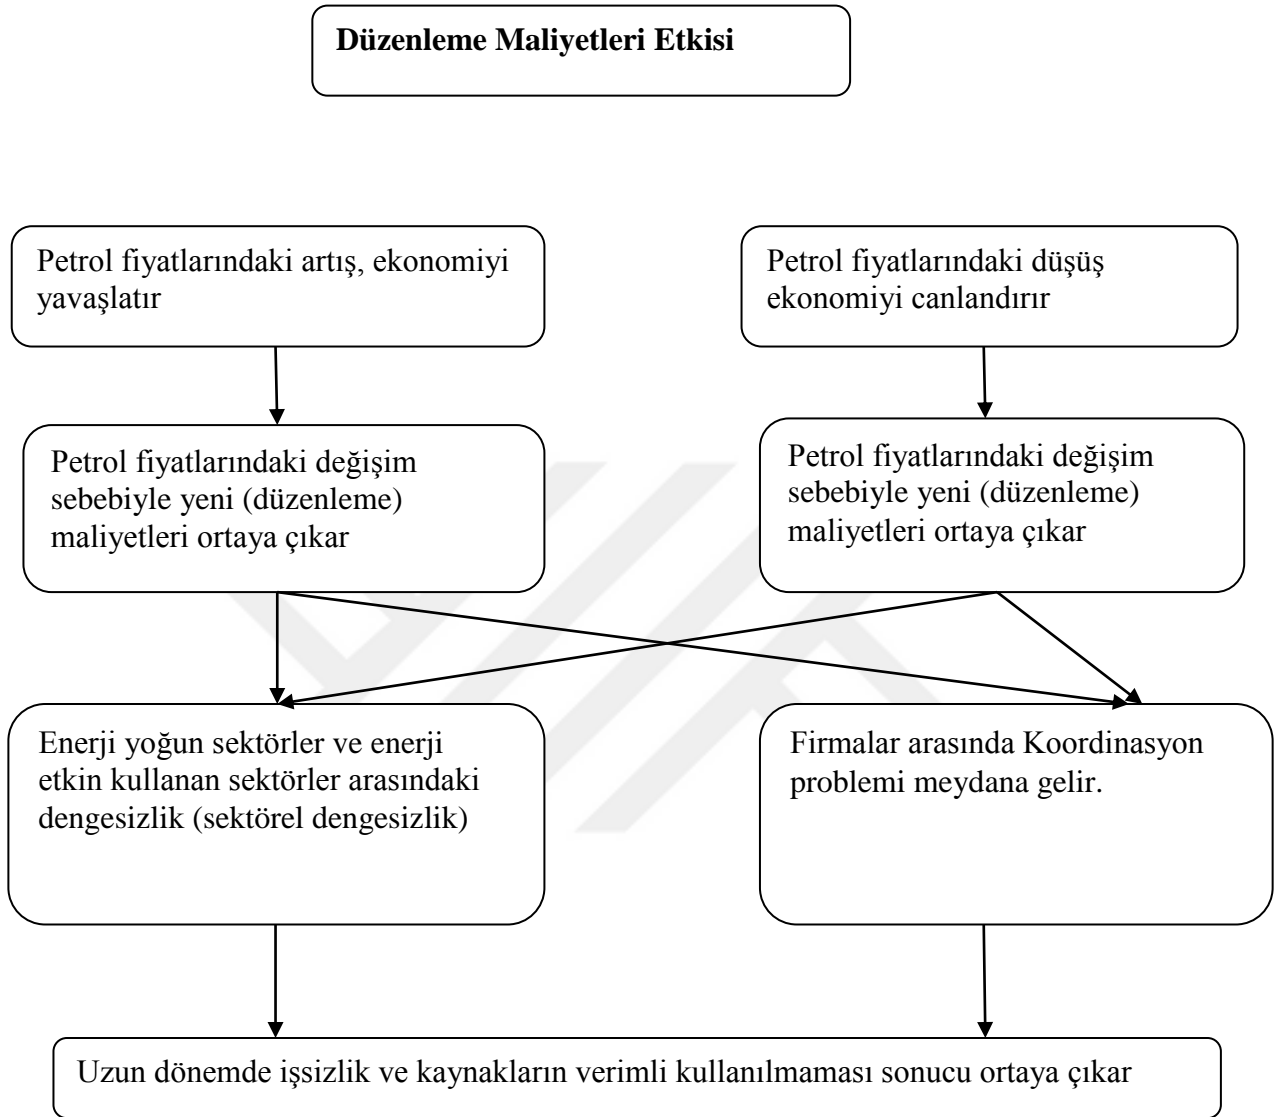 Düzenleme Maliyetleri Etkisi
Petrol fiyatlarındaki artış, ekonomiyi
yavaşlatır
Petrol fiyatlarındaki düşüş
ekonomiyi canlandırır
Petrol fiyatlarındaki değişim
sebebiyle yeni (düzenleme)
maliyetleri ortaya çıkar
Petrol fiyatlarındaki değişim
sebebiyle yeni (düzenleme)
maliyetleri ortaya çıkar
Enerji yoğun sektörler ve enerji
etkin kullanan sektörler arasındaki
dengesizlik (sektörel dengesizlik)
Firmalar arasında Koordinasyon
problemi meydana gelir.
Uzun dönemde işsizlik ve kaynakların verimli kullanılmaması sonucu ortaya çıkar